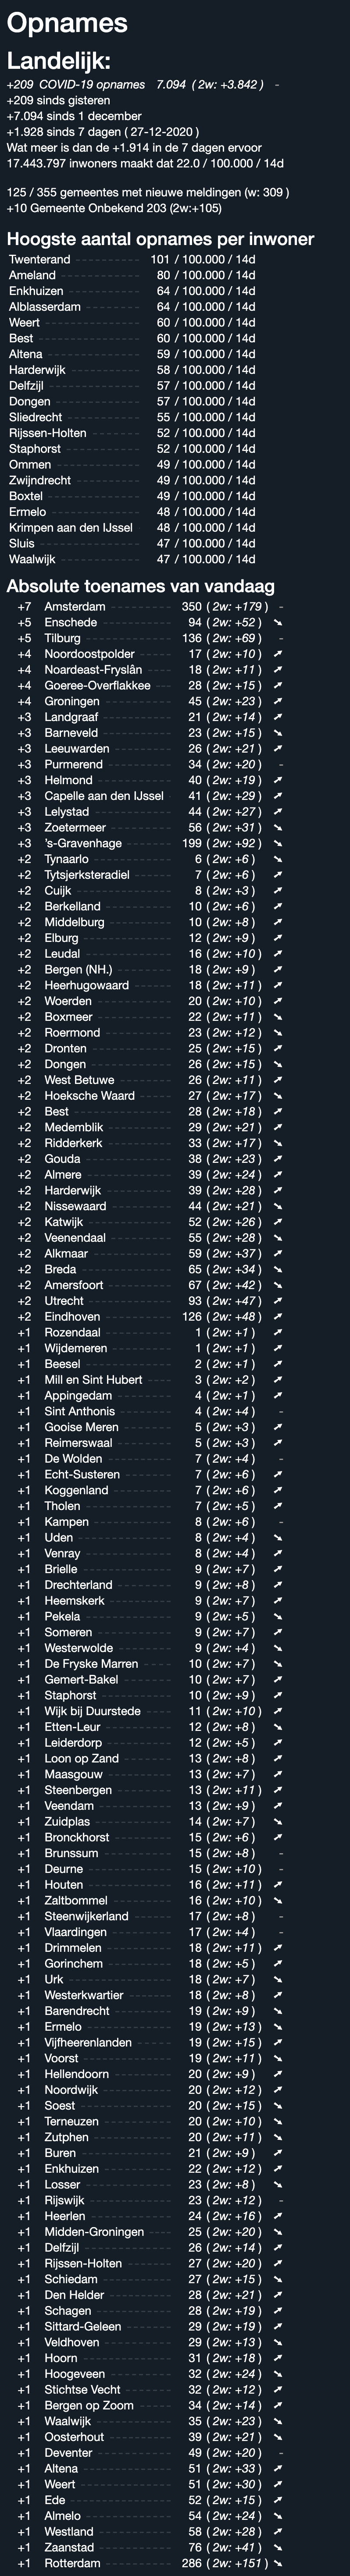 Opnames
Landelijk:
+209 COVID-19 opnames 7.094 ( 2w: +3.842 ) -
+209 sinds gisteren
+7.094 sinds 1 december
+1.928 sinds 7 dagen ( 27-12-2020 )
Wat meer is dan de +1.914 in de 7 dagen ervoor
17.443.797 inwoners maakt dat 22.0 / 100.000 / 14d
125 / 355 gemeentes met nieuwe meldingen (w: 309 )
+10 Gemeente Onbekend 203 (2w:+105)
Hoogste aantal opnames per inwoner
Twenterand 101 / 100.000 / 14d
Ameland 80 / 100.000 / 14d
Enkhuizen 64 / 100.000 / 14d
Alblasserdam 64 / 100.000 / 14d
Weert 60 / 100.000 / 14d
Best 60 / 100.000 / 14d
Altena 59 / 100.000 / 14d
Harderwijk 58 / 100.000 / 14d
Delfzijl 57 / 100.000 / 14d
Dongen 57 / 100.000 / 14d
Sliedrecht 55 / 100.000 / 14d
Rijssen-Holten 52 / 100.000 / 14d
Staphorst 52 / 100.000 / 14d
Ommen 49 / 100.000 / 14d
Zwijndrecht 49 / 100.000 / 14d
Boxtel 49 / 100.000 / 14d
Ermelo 48 / 100.000 / 14d
Krimpen aan den IJssel 48 / 100.000 / 14d
Sluis 47 / 100.000 / 14d
Waalwijk 47 / 100.000 / 14d
Absolute toenames van vandaag
+7 Amsterdam 350 ( 2w: +179 ) -
+5 Enschede 94 ( 2w: +52 ) ➘
+5 Tilburg 136 ( 2w: +69 ) -
+4 Noordoostpolder 17 ( 2w: +10 ) ➚
+4 Noardeast-Fryslân 18 ( 2w: +11 ) ➚
+4 Goeree-Overflakkee 28 ( 2w: +15 ) ➚
+4 Groningen 45 ( 2w: +23 ) ➚
+3 Landgraaf 21 ( 2w: +14 ) ➚
+3 Barneveld 23 ( 2w: +15 ) ➘
+3 Leeuwarden 26 ( 2w: +21 ) ➚
+3 Purmerend 34 ( 2w: +20 ) -
+3 Helmond 40 ( 2w: +19 ) ➚
+3 Capelle aan den IJssel 41 ( 2w: +29 ) ➚
+3 Lelystad 44 ( 2w: +27 ) ➚
+3 Zoetermeer 56 ( 2w: +31 ) ➘
+3 's-Gravenhage 199 ( 2w: +92 ) ➘
+2 Tynaarlo 6 ( 2w: +6 ) ➘
+2 Tytsjerksteradiel 7 ( 2w: +6 ) ➚
+2 Cuijk 8 ( 2w: +3 ) ➚
+2 Berkelland 10 ( 2w: +6 ) ➚
+2 Middelburg 10 ( 2w: +8 ) ➚
+2 Elburg 12 ( 2w: +9 ) ➚
+2 Leudal 16 ( 2w: +10 ) ➚
+2 Bergen (NH.) 18 ( 2w: +9 ) ➚
+2 Heerhugowaard 18 ( 2w: +11 ) ➚
+2 Woerden 20 ( 2w: +10 ) ➚
+2 Boxmeer 22 ( 2w: +11 ) ➘
+2 Roermond 23 ( 2w: +12 ) ➘
+2 Dronten 25 ( 2w: +15 ) ➚
+2 Dongen 26 ( 2w: +15 ) ➘
+2 West Betuwe 26 ( 2w: +11 ) ➚
+2 Hoeksche Waard 27 ( 2w: +17 ) ➘
+2 Best 28 ( 2w: +18 ) ➚
+2 Medemblik 29 ( 2w: +21 ) ➚
+2 Ridderkerk 33 ( 2w: +17 ) ➘
+2 Gouda 38 ( 2w: +23 ) ➚
+2 Almere 39 ( 2w: +24 ) ➚
+2 Harderwijk 39 ( 2w: +28 ) ➚
+2 Nissewaard 44 ( 2w: +21 ) ➘
+2 Katwijk 52 ( 2w: +26 ) ➚
+2 Veenendaal 55 ( 2w: +28 ) ➘
+2 Alkmaar 59 ( 2w: +37 ) ➚
+2 Breda 65 ( 2w: +34 ) ➘
+2 Amersfoort 67 ( 2w: +42 ) ➘
+2 Utrecht 93 ( 2w: +47 ) ➚
+2 Eindhoven 126 ( 2w: +48 ) ➚
+1 Rozendaal 1 ( 2w: +1 ) ➚
+1 Wijdemeren 1 ( 2w: +1 ) ➚
+1 Beesel 2 ( 2w: +1 ) ➚
+1 Mill en Sint Hubert 3 ( 2w: +2 ) ➚
+1 Appingedam 4 ( 2w: +1 ) ➚
+1 Sint Anthonis 4 ( 2w: +4 ) -
+1 Gooise Meren 5 ( 2w: +3 ) ➚
+1 Reimerswaal 5 ( 2w: +3 ) ➚
+1 De Wolden 7 ( 2w: +4 ) -
+1 Echt-Susteren 7 ( 2w: +6 ) ➚
+1 Koggenland 7 ( 2w: +6 ) ➚
+1 Tholen 7 ( 2w: +5 ) ➚
+1 Kampen 8 ( 2w: +6 ) -
+1 Uden 8 ( 2w: +4 ) ➘
+1 Venray 8 ( 2w: +4 ) ➚
+1 Brielle 9 ( 2w: +7 ) ➚
+1 Drechterland 9 ( 2w: +8 ) ➚
+1 Heemskerk 9 ( 2w: +7 ) ➚
+1 Pekela 9 ( 2w: +5 ) ➘
+1 Someren 9 ( 2w: +7 ) ➚
+1 Westerwolde 9 ( 2w: +4 ) ➘
+1 De Fryske Marren 10 ( 2w: +7 ) ➘
+1 Gemert-Bakel 10 ( 2w: +7 ) ➚
+1 Staphorst 10 ( 2w: +9 ) ➚
+1 Wijk bij Duurstede 11 ( 2w: +10 ) ➚
+1 Etten-Leur 12 ( 2w: +8 ) ➘
+1 Leiderdorp 12 ( 2w: +5 ) ➚
+1 Loon op Zand 13 ( 2w: +8 ) ➚
+1 Maasgouw 13 ( 2w: +7 ) ➚
+1 Steenbergen 13 ( 2w: +11 ) ➚
+1 Veendam 13 ( 2w: +9 ) ➚
+1 Zuidplas 14 ( 2w: +7 ) ➘
+1 Bronckhorst 15 ( 2w: +6 ) ➚
+1 Brunssum 15 ( 2w: +8 ) -
+1 Deurne 15 ( 2w: +10 ) -
+1 Houten 16 ( 2w: +11 ) ➚
+1 Zaltbommel 16 ( 2w: +10 ) ➘
+1 Steenwijkerland 17 ( 2w: +8 ) -
+1 Vlaardingen 17 ( 2w: +4 ) -
+1 Drimmelen 18 ( 2w: +11 ) ➚
+1 Gorinchem 18 ( 2w: +5 ) ➚
+1 Urk 18 ( 2w: +7 ) ➘
+1 Westerkwartier 18 ( 2w: +8 ) ➚
+1 Barendrecht 19 ( 2w: +9 ) ➘
+1 Ermelo 19 ( 2w: +13 ) ➘
+1 Vijfheerenlanden 19 ( 2w: +15 ) ➚
+1 Voorst 19 ( 2w: +11 ) ➘
+1 Hellendoorn 20 ( 2w: +9 ) ➚
+1 Noordwijk 20 ( 2w: +12 ) ➚
+1 Soest 20 ( 2w: +15 ) ➘
+1 Terneuzen 20 ( 2w: +10 ) ➘
+1 Zutphen 20 ( 2w: +11 ) ➘
+1 Buren 21 ( 2w: +9 ) ➚
+1 Enkhuizen 22 ( 2w: +12 ) ➚
+1 Losser 23 ( 2w: +8 ) ➘
+1 Rijswijk 23 ( 2w: +12 ) -
+1 Heerlen 24 ( 2w: +16 ) ➚
+1 Midden-Groningen 25 ( 2w: +20 ) ➘
+1 Delfzijl 26 ( 2w: +14 ) ➚
+1 Rijssen-Holten 27 ( 2w: +20 ) ➚
+1 Schiedam 27 ( 2w: +15 ) ➘
+1 Den Helder 28 ( 2w: +21 ) ➚
+1 Schagen 28 ( 2w: +19 ) ➚
+1 Sittard-Geleen 29 ( 2w: +19 ) ➚
+1 Veldhoven 29 ( 2w: +13 ) ➘
+1 Hoorn 31 ( 2w: +18 ) ➚
+1 Hoogeveen 32 ( 2w: +24 ) ➘
+1 Stichtse Vecht 32 ( 2w: +12 ) ➚
+1 Bergen op Zoom 34 ( 2w: +14 ) ➚
+1 Waalwijk 35 ( 2w: +23 ) ➘
+1 Oosterhout 39 ( 2w: +21 ) ➘
+1 Deventer 49 ( 2w: +20 ) -
+1 Altena 51 ( 2w: +33 ) ➚
+1 Weert 51 ( 2w: +30 ) ➚
+1 Ede 52 ( 2w: +15 ) ➚
+1 Almelo 54 ( 2w: +24 ) ➘
+1 Westland 58 ( 2w: +28 ) ➚
+1 Zaanstad 76 ( 2w: +41 ) ➘
+1 Rotterdam 286 ( 2w: +151 ) ➘